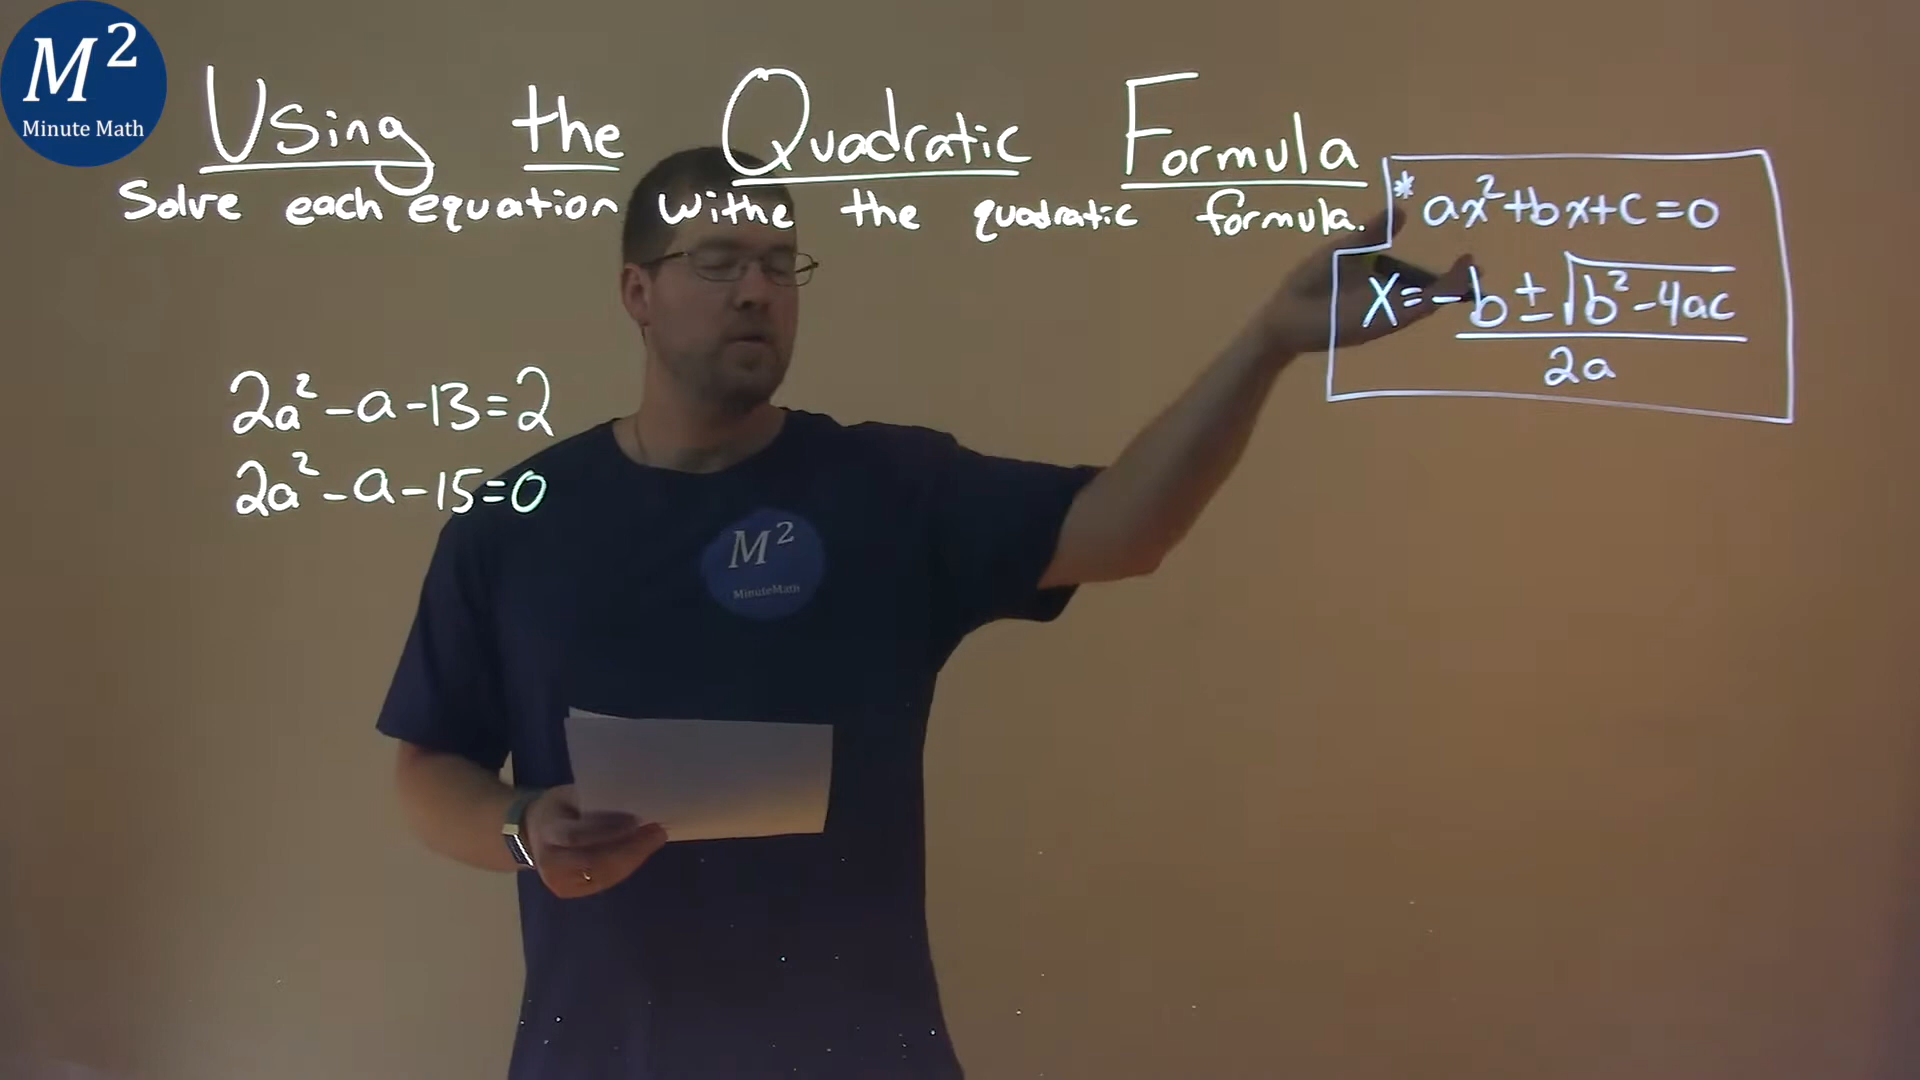 M²
Minute Math
Using the Quadratic Formula
Solve each equation withe the quadratic formula.
* ax²+bx+c=0
x=-b±√b²-4ac
2a
2a²-a-13=2
2a²-a-15=0
M²
MinuteMath